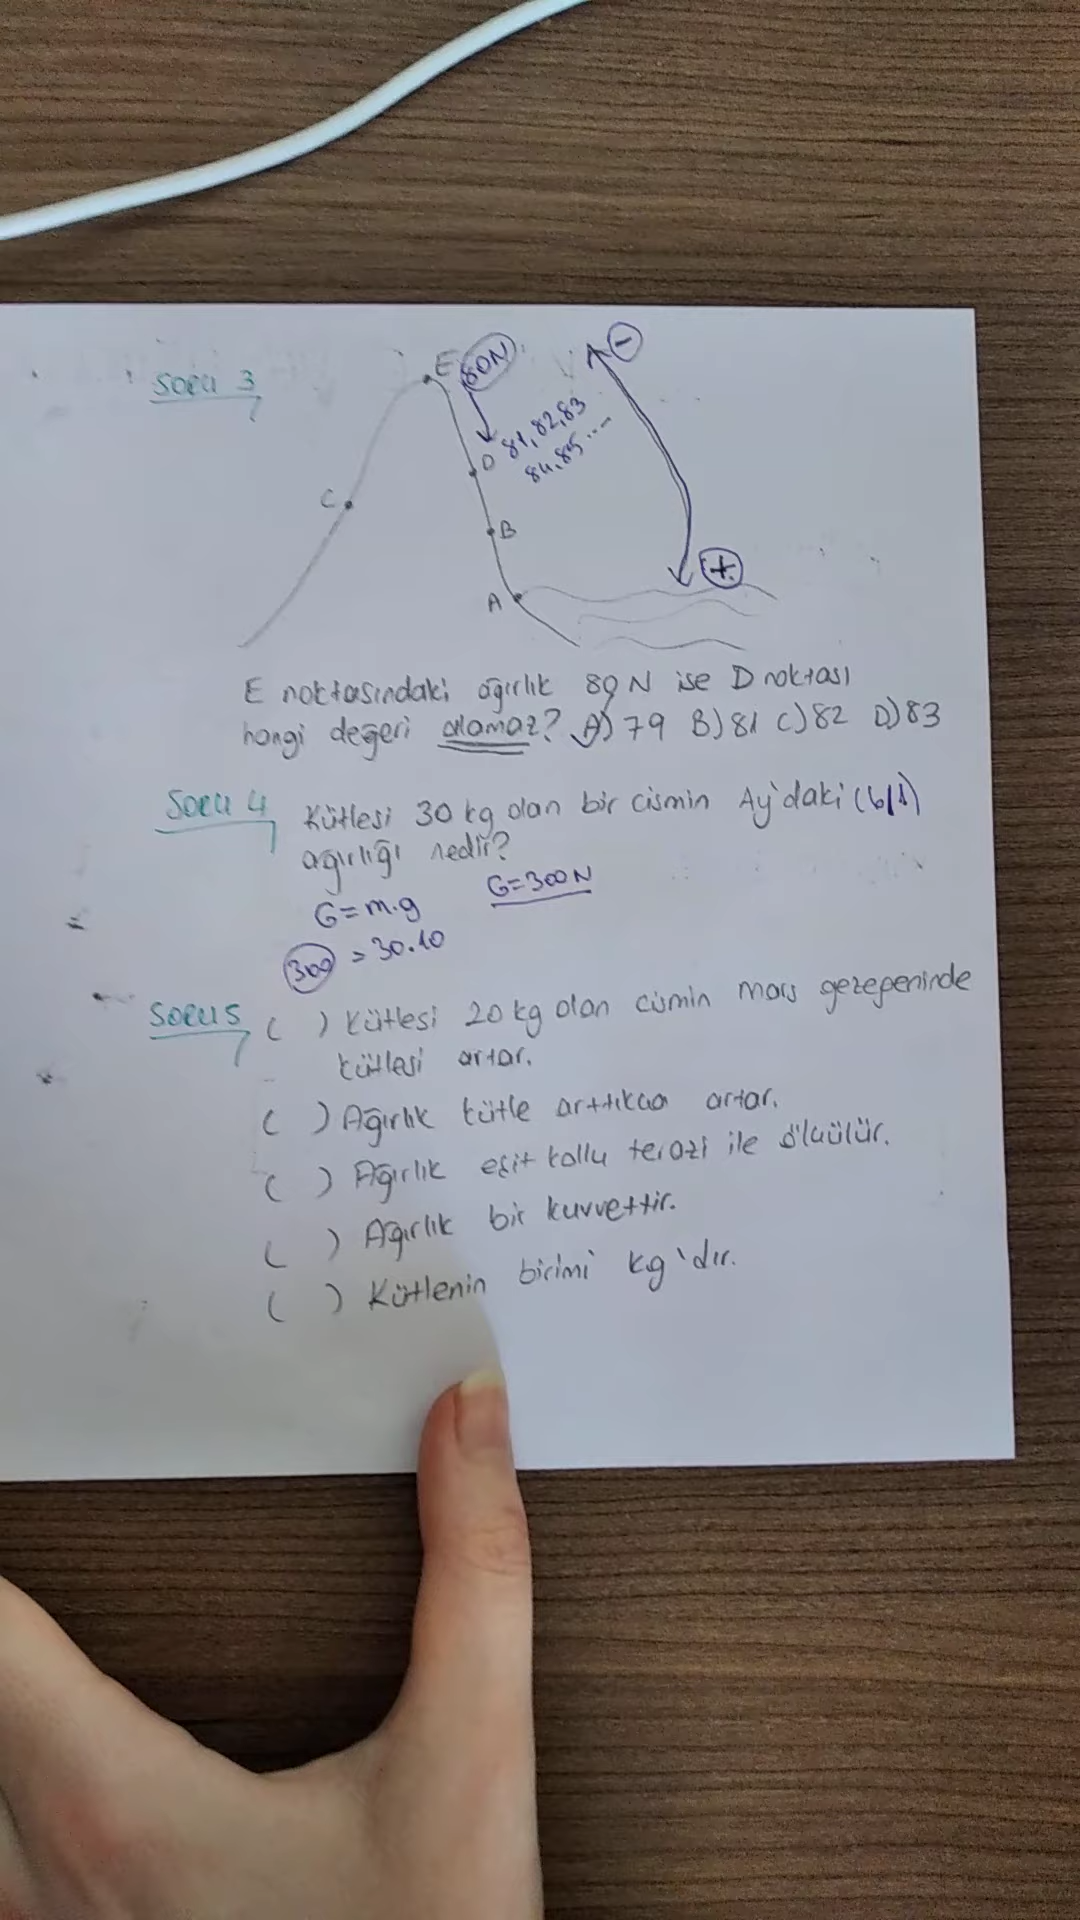 Soru 3
E 80N
81, 82, 83
84, 85 ....
-
D
C
B
+
A
E noktasındaki ağırlık 80 N ise D noktası
hangi değeri alamaz? A) 79 B) 81 C) 82 D) 83
Soru 4 Kütlesi 30 kg olan bir cismin Ay'daki (6/1)
ağırlığı nedir?
G=m.g G=300N
300 = 30.10
Soru 5 ( ) Kütlesi 20 kg olan cismin mars gezegeninde
kütlesi artar.
( ) Ağırlık kütle arttıkça artar.
( ) Ağırlık eşit kollu terazi ile ölçülür.
( ) Ağırlık bir kuvvettir.
( ) Kütlenin birimi kg'dır.